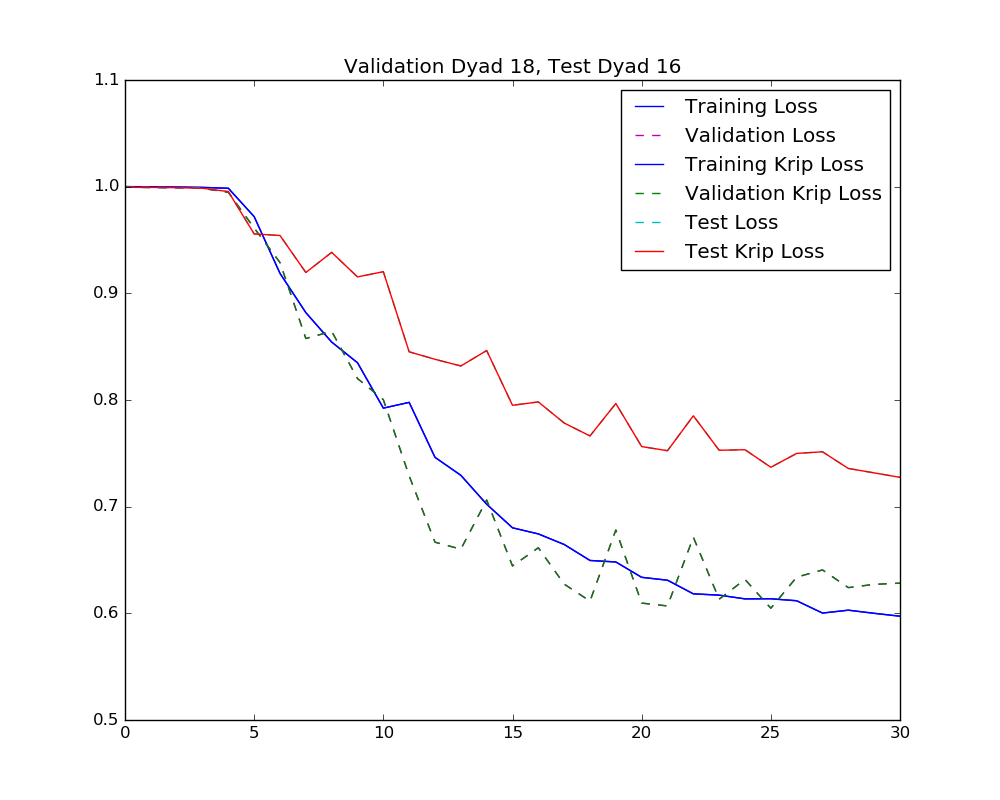 Validation Dyad 18, Test Dyad 16
1.1
1.0
0.9
0.8
0.7
0.6
0.5
0 5 10 15 20 25 30
Training Loss
Validation Loss
Training Krip Loss
Validation Krip Loss
Test Loss
Test Krip Loss